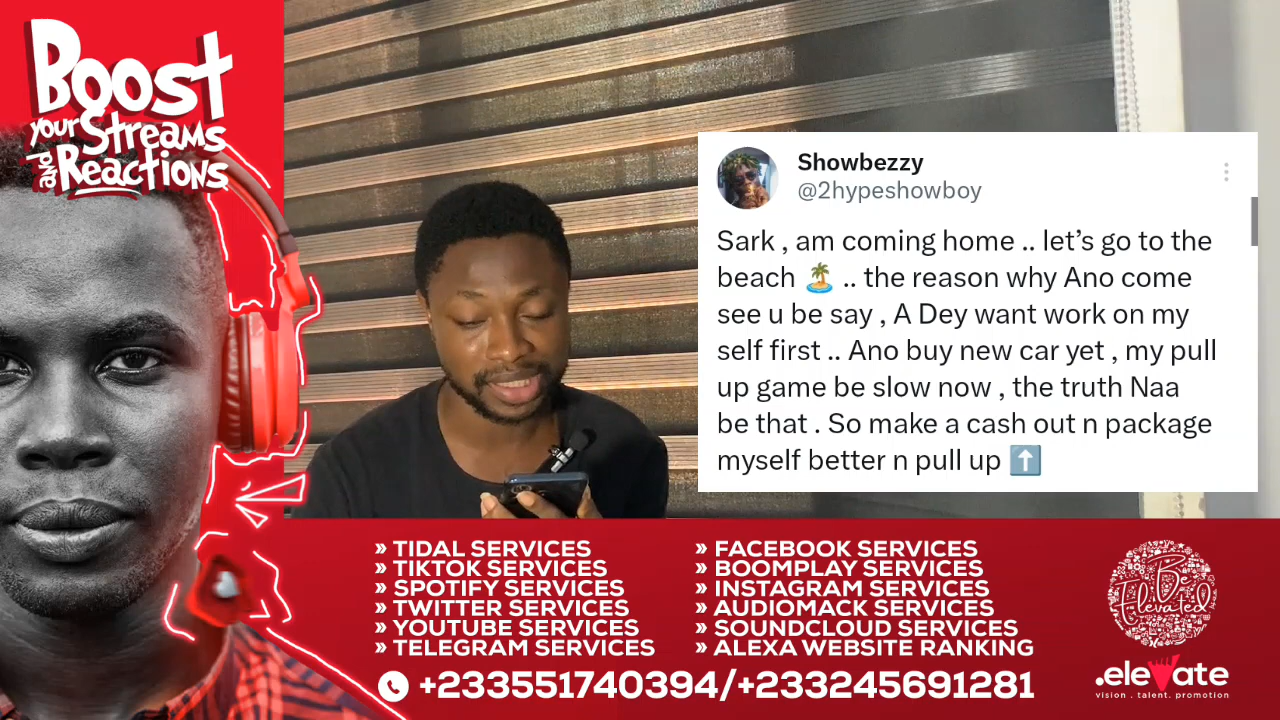 Boost
your Streams
and Reactions
Showbezzy
@2hypeshowboy
Sark , am coming home .. let’s go to the
beach 🏝️ .. the reason why Ano come
see u be say , A Dey want work on my
self first .. Ano buy new car yet , my pull
up game be slow now , the truth Naa
be that . So make a cash out n package
myself better n pull up ⬆️
» TIDAL SERVICES
» TIKTOK SERVICES
» SPOTIFY SERVICES
» TWITTER SERVICES
» YOUTUBE SERVICES
» TELEGRAM SERVICES
» FACEBOOK SERVICES
» BOOMPLAY SERVICES
» INSTAGRAM SERVICES
» AUDIOMACK SERVICES
» SOUNDCLOUD SERVICES
» ALEXA WEBSITE RANKING
+233551740394/+233245691281
Be
Elevated
.elevate
vision . talent. promotion